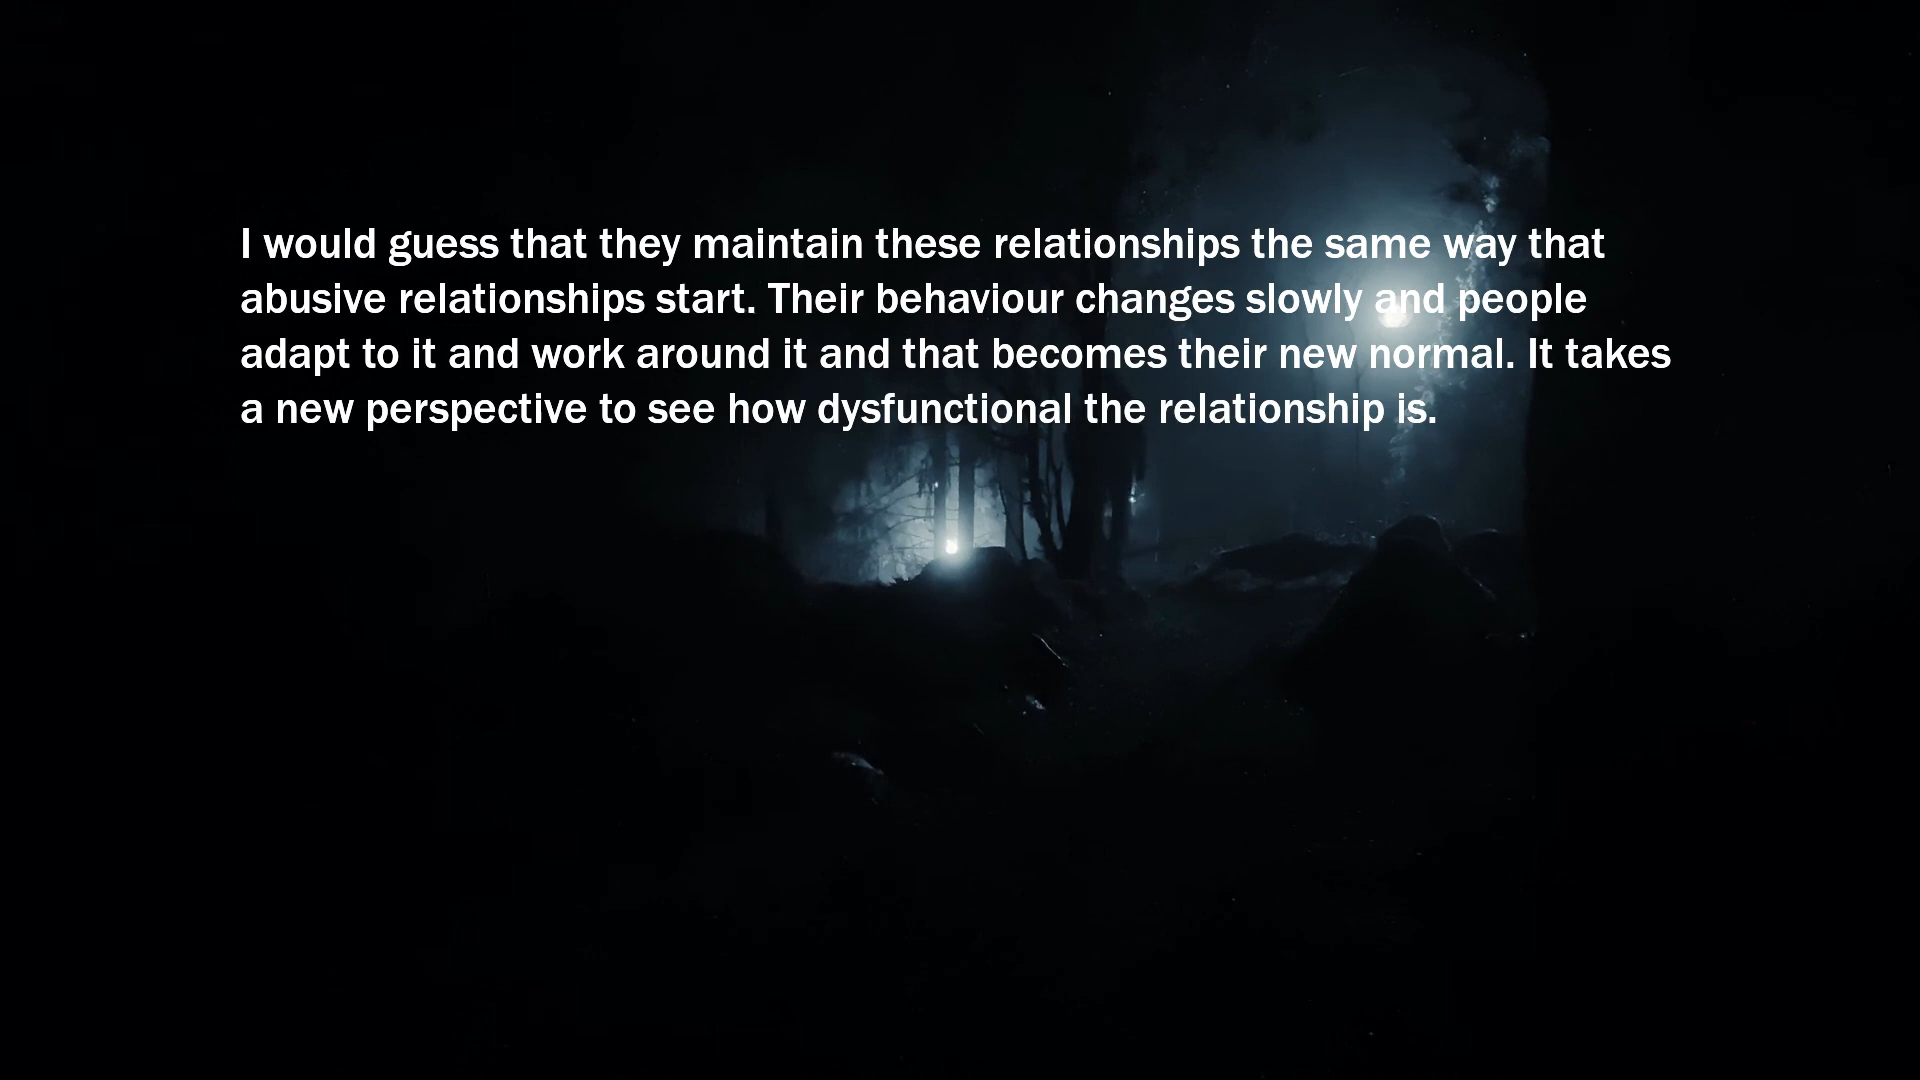 I would guess that they maintain these relationships the same way that
abusive relationships start. Their behaviour changes slowly and people
adapt to it and work around it and that becomes their new normal. It takes
a new perspective to see how dysfunctional the relationship is.